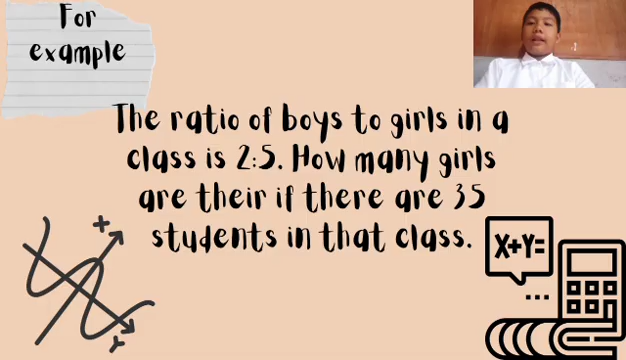 For
example
The ratio of boys to girls in a
class is 2:5. How many girls
are their if there are 35
students in that class.
X+Y=
...
+
Y